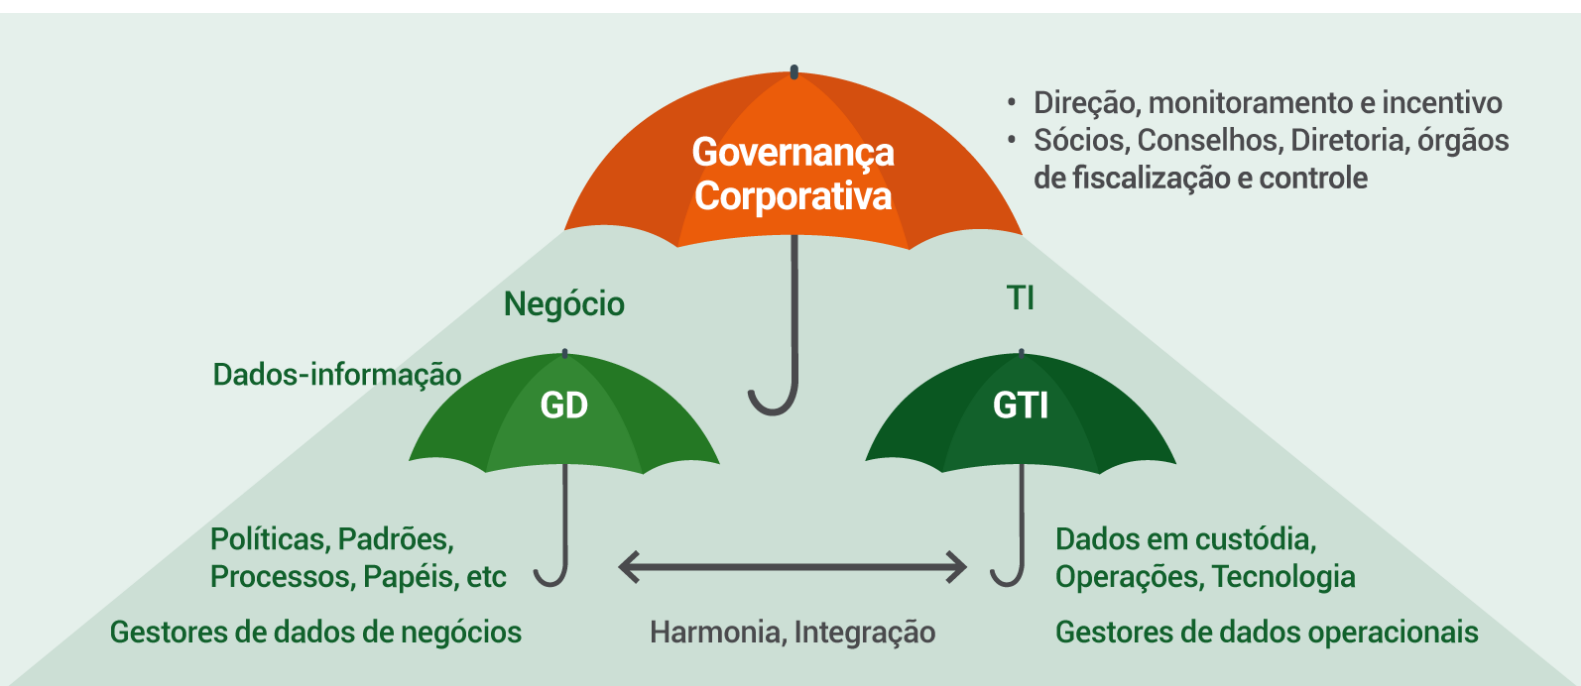 Governança
Corporativa
• Direção, monitoramento e incentivo
• Sócios, Conselhos, Diretoria, órgãos
de fiscalização e controle
Negócio
TI
Dados-informação
GD
GTI
Políticas, Padrões,
Processos, Papéis, etc
Gestores de dados de negócios
Harmonia, Integração
Dados em custódia,
Operações, Tecnologia
Gestores de dados operacionais